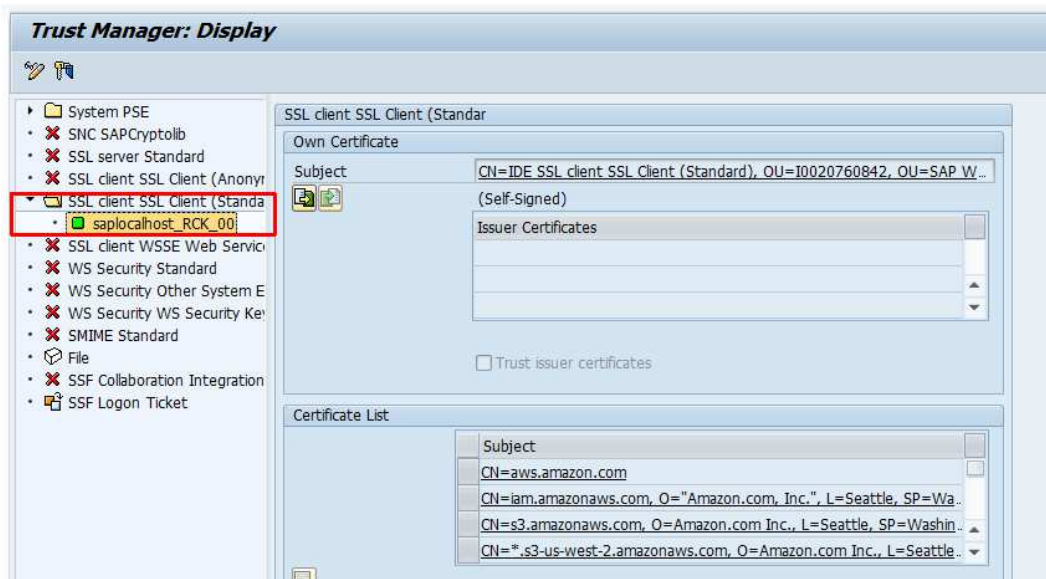 Trust Manager: Display
System PSE
SNC SAPCryptolib
SSL server Standard
SSL client SSL Client (Anonyr
SSL client SSL Client (Standa
saplocalhost_RCK_00
SSL client WSSE Web Service
WS Security Standard
WS Security Other System E
WS Security WS Security Key
SMIME Standard
File
SSF Collaboration Integration
SSF Logon Ticket
SSL client SSL Client (Standar
Own Certificate
Subject CN=IDE SSL client SSL Client (Standard), OU=I0020760842, OU=SAP W...
(Self-Signed)
Issuer Certificates
Trust issuer certificates
Certificate List
Subject
CN=aws.amazon.com
CN=iam.amazonaws.com, O="Amazon.com, Inc.", L=Seattle, SP=Wa...
CN=s3.amazonaws.com, O=Amazon.com Inc., L=Seattle, SP=Washin...
CN=*.s3-us-west-2.amazonaws.com, O=Amazon.com Inc., L=Seattle...